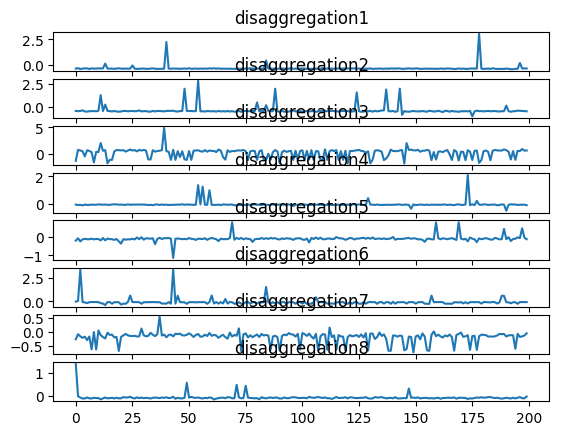 disaggregation1
2.5
0.0
disaggregation2
2.5
0.0
disaggregation3
5
0
disaggregation4
2
0
disaggregation5
0
−1
disaggregation6
2.5
0.0
disaggregation7
0.5
0.0
−0.5
disaggregation8
1
0
0 25 50 75 100 125 150 175 200